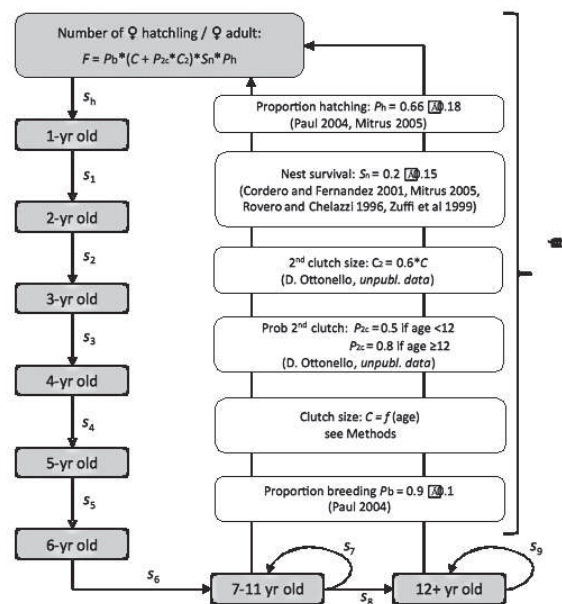 Number of ♀ hatchling / ♀ adult:
F = Pb*(C + P2c*C2)*Sn*Ph
sh
1-yr old
s1
2-yr old
s2
3-yr old
s3
4-yr old
s4
5-yr old
s5
6-yr old
s6
Proportion hatching: Ph = 0.66 0.18
(Paul 2004, Mitrus 2005)
Nest survival: Sn = 0.2 0.15
(Cordero and Fernandez 2001, Mitrus 2005,
Rovero and Chelazzi 1996, Zuffi et al 1999)
2nd clutch size: C2 = 0.6*C
(D. Ottonello, unpubl. data)
Prob 2nd clutch: P2c = 0.5 if age <12
P2c = 0.8 if age ≥12
(D. Ottonello, unpubl. data)
Clutch size: C = f (age)
see Methods
Proportion breeding Pb = 0.9 0.1
(Paul 2004)
s7
7-11 yr old
s8
s9
12+ yr old